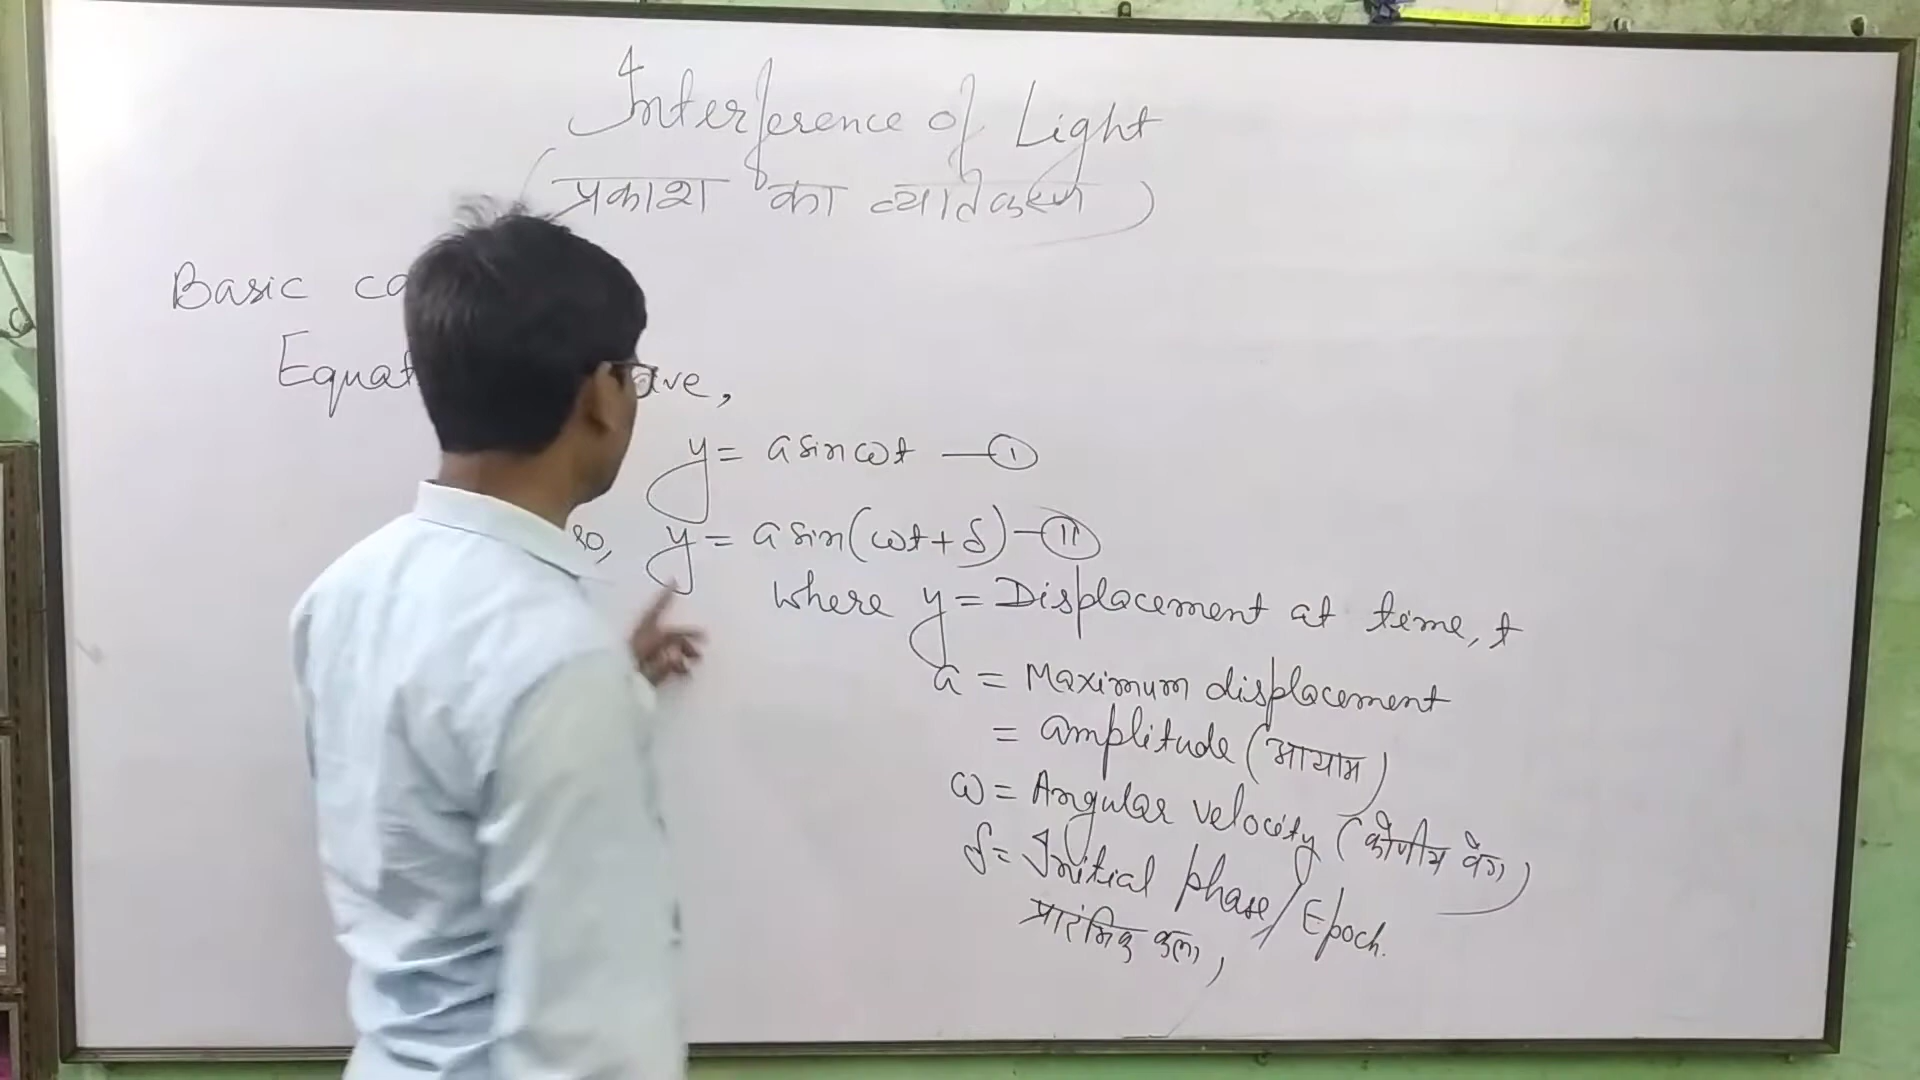 Interference of Light
(प्रकाश का व्यतिकरण)
Basic
Equat
y = a sin ωt — (1)
y = a sin(ωt + δ) — (II)
where y = Displacement at time, t
a = Maximum displacement
= amplitude (आयाम)
ω = Angular velocity (कोणीय वेग)
δ = Initial phase/Epoch.
प्रारंभिक कला,